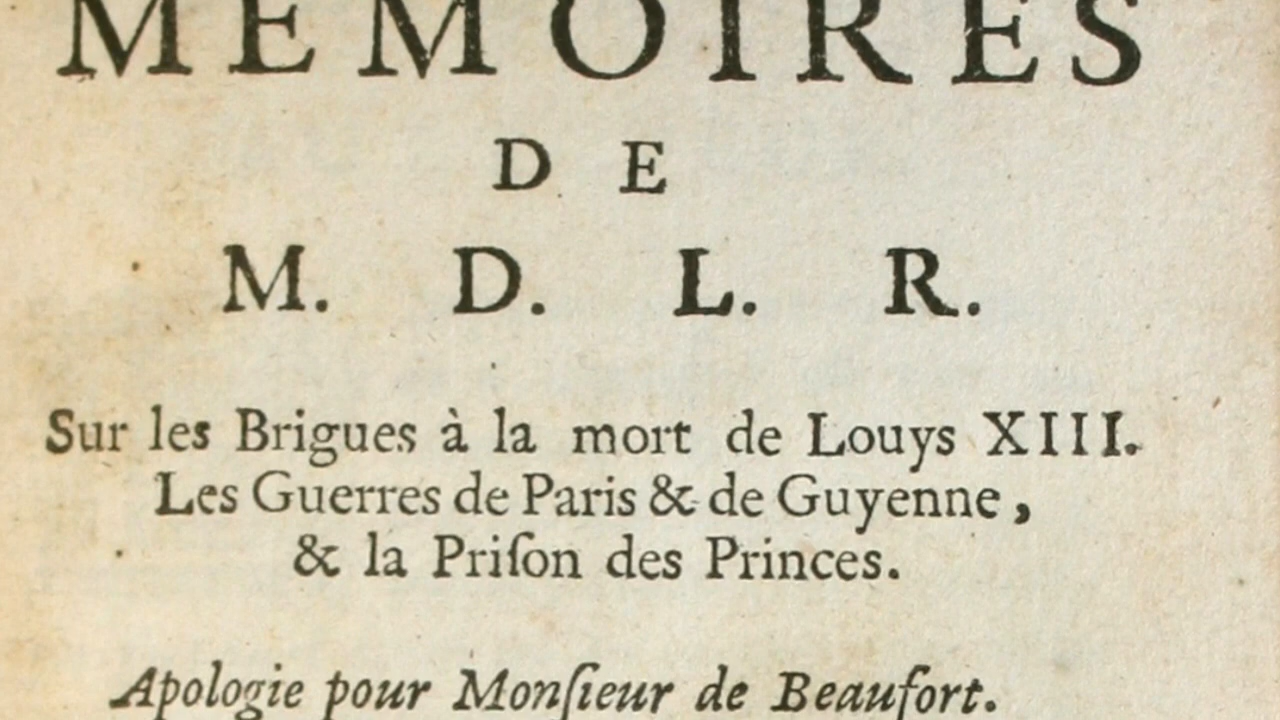 MEMOIRES
DE
M. D. L. R.
Sur les Brigues à la mort de Louys XIII.
Les Guerres de Paris & de Guyenne,
& la Priſon des Princes.
Apologie pour Monſieur de Beaufort.